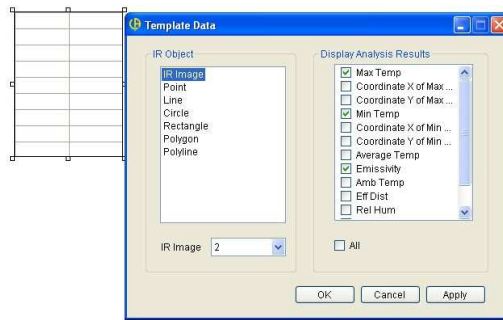 Template Data
IR Object
IR Image
Point
Line
Circle
Rectangle
Polygon
Polyline
IR Image 2
Display Analysis Results
Max Temp
Coordinate X of Max ...
Coordinate Y of Max ...
Min Temp
Coordinate X of Min ...
Coordinate Y of Min ...
Average Temp
Emissivity
Amb Temp
Eff Dist
Rel Hum
All
OK Cancel Apply